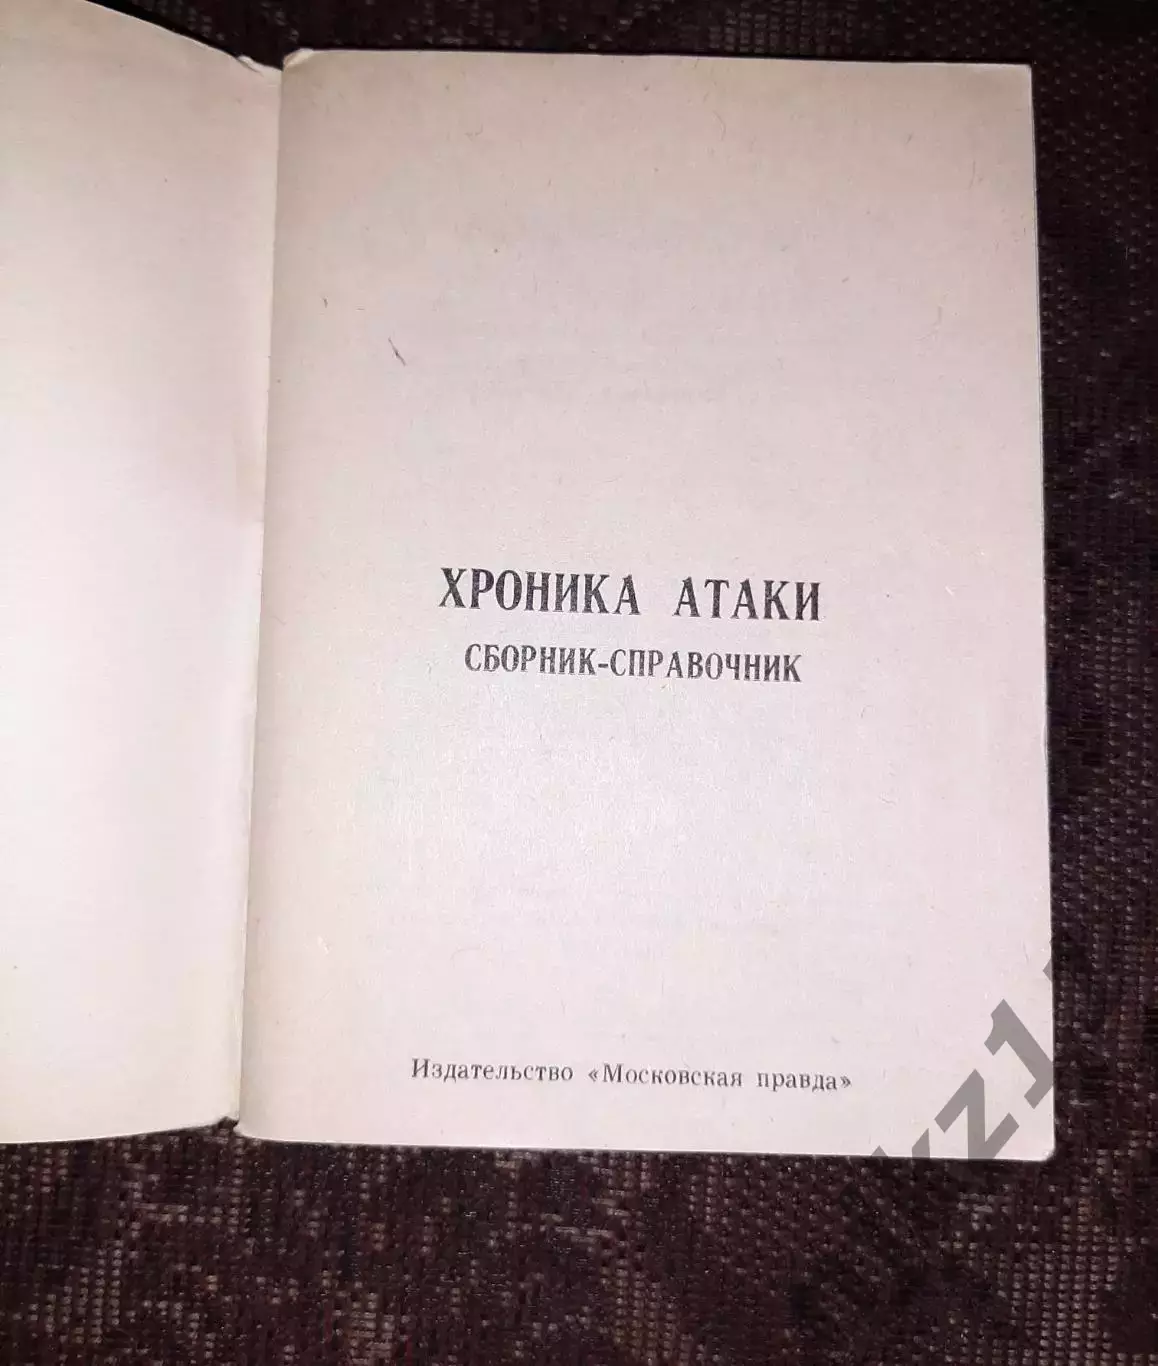 ХРОНИКА АТАКИ
СБОРНИК-СПРАВОЧНИК
Издательство «Московская правда»